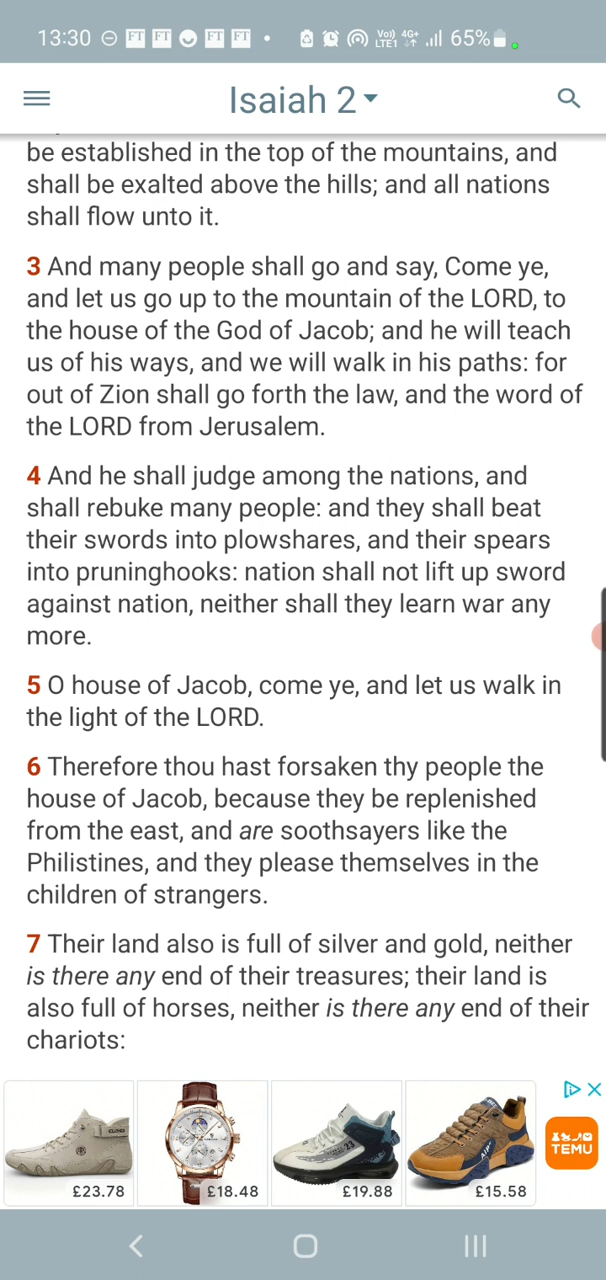 13:30 FT FT FT FT Vo)) LTE1 4G+ 65%
Isaiah 2
be established in the top of the mountains, and
shall be exalted above the hills; and all nations
shall flow unto it.
3 And many people shall go and say, Come ye,
and let us go up to the mountain of the LORD, to
the house of the God of Jacob; and he will teach
us of his ways, and we will walk in his paths: for
out of Zion shall go forth the law, and the word of
the LORD from Jerusalem.
4 And he shall judge among the nations, and
shall rebuke many people: and they shall beat
their swords into plowshares, and their spears
into pruninghooks: nation shall not lift up sword
against nation, neither shall they learn war any
more.
5 O house of Jacob, come ye, and let us walk in
the light of the LORD.
6 Therefore thou hast forsaken thy people the
house of Jacob, because they be replenished
from the east, and are soothsayers like the
Philistines, and they please themselves in the
children of strangers.
7 Their land also is full of silver and gold, neither
is there any end of their treasures; their land is
also full of horses, neither is there any end of their
chariots:
£23.78 £18.48 £19.88 £15.58
TEMU